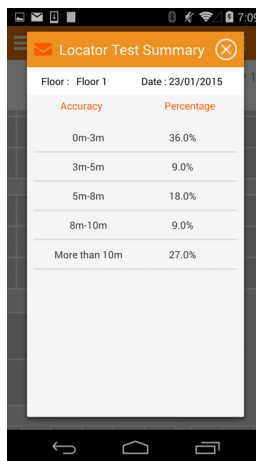 7:09
Locator Test Summary
Floor : Floor 1 Date : 23/01/2015
Accuracy Percentage
0m-3m 36.0%
3m-5m 9.0%
5m-8m 18.0%
8m-10m 9.0%
More than 10m 27.0%